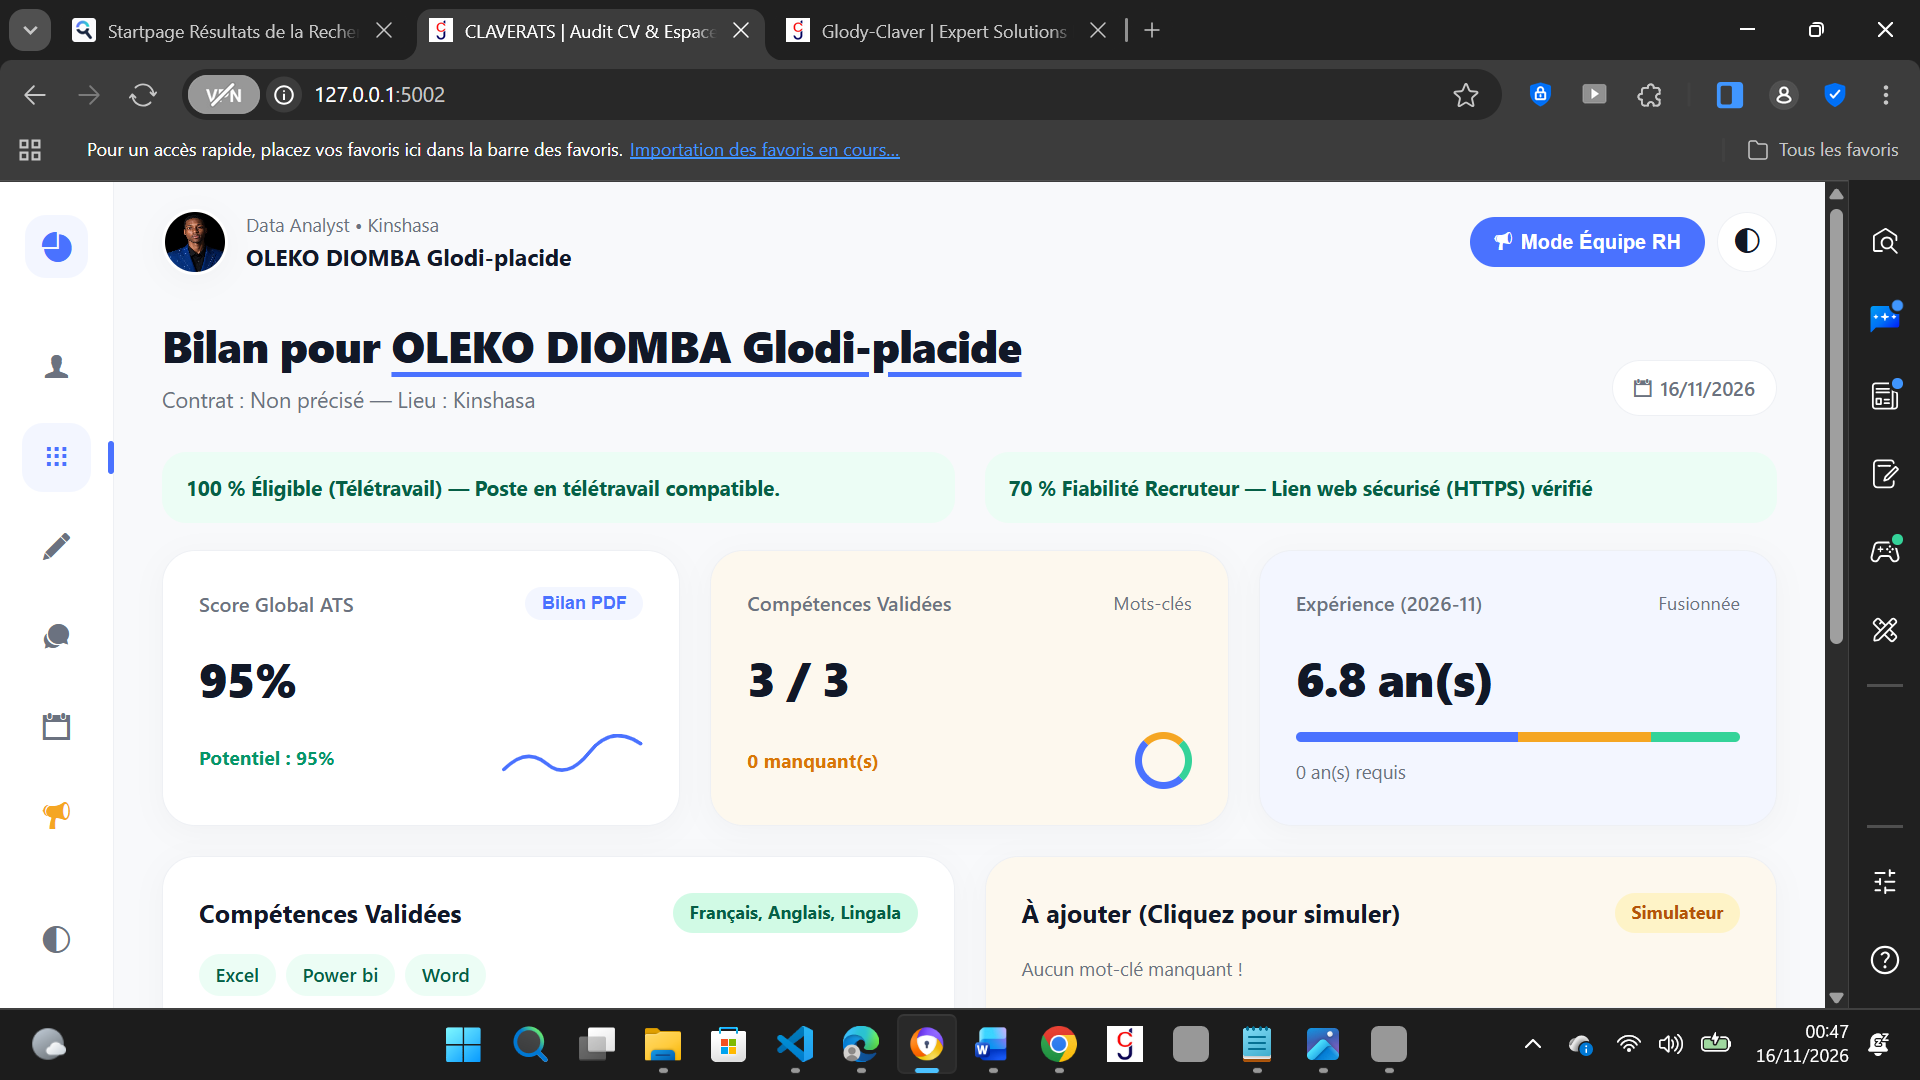 Startpage Résultats de la Reche
CLAVERATS | Audit CV & Espace
Glody-Claver | Expert Solutions
VPN
127.0.0.1:5002
Pour un accès rapide, placez vos favoris ici dans la barre des favoris. Importation des favoris en cours...
Tous les favoris
Data Analyst • Kinshasa
OLEKO DIOMBA Glodi-placide
Mode Équipe RH
Bilan pour OLEKO DIOMBA Glodi-placide
Contrat : Non précisé — Lieu : Kinshasa
16/11/2026
100 % Éligible (Télétravail) — Poste en télétravail compatible.
70 % Fiabilité Recruteur — Lien web sécurisé (HTTPS) vérifié
Score Global ATS
Bilan PDF
95%
Potentiel : 95%
Compétences Validées
Mots-clés
3 / 3
0 manquant(s)
Expérience (2026-11)
Fusionnée
6.8 an(s)
0 an(s) requis
Compétences Validées
Français, Anglais, Lingala
Excel
Power bi
Word
À ajouter (Cliquez pour simuler)
Simulateur
Aucun mot-clé manquant !
00:47
16/11/2026